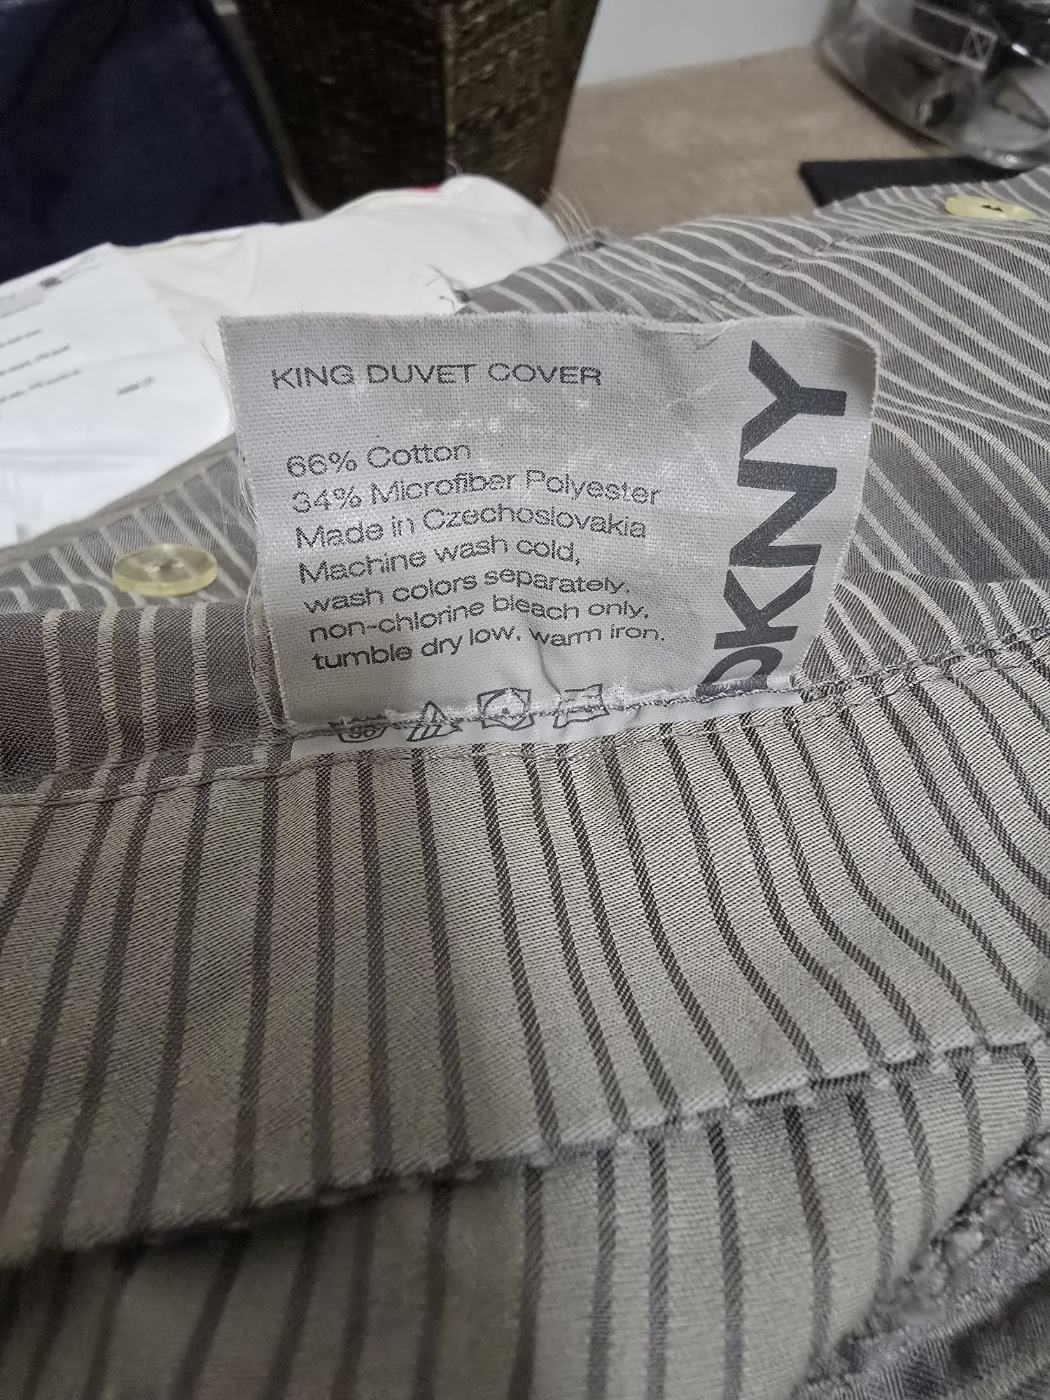 KING DUVET COVER
66% Cotton
34% Microfiber Polyester
Made in Czechoslovakia
Machine wash cold,
wash colors separately,
non-chlorine bleach only,
tumble dry low, warm iron.
DKNY